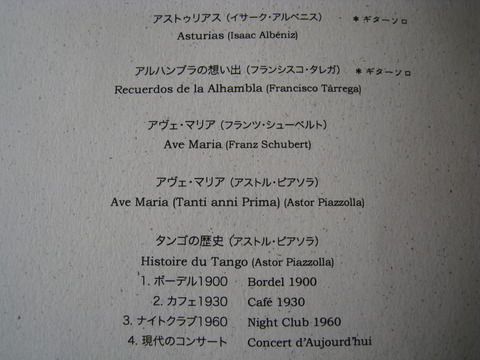 アストゥリアス（イサーク・アルベニス） ＊ギターソロ
Asturias (Isaac Albéniz)
アルハンブラの想い出（フランシスコ・タレガ） ＊ギターソロ
Recuerdos de la Alhambla (Francisco Tárrega)
アヴェ・マリア（フランツ・シューベルト）
Ave Maria (Franz Schubert)
アヴェ・マリア（アストル・ピアソラ）
Ave Maria (Tanti anni Prima) (Astor Piazzolla)
タンゴの歴史（アストル・ピアソラ）
Histoire du Tango (Astor Piazzolla)
1. ボーデル1900 Bordel 1900
2. カフェ1930 Café 1930
3. ナイトクラブ1960 Night Club 1960
4. 現代のコンサート Concert d'Aujourd'hui